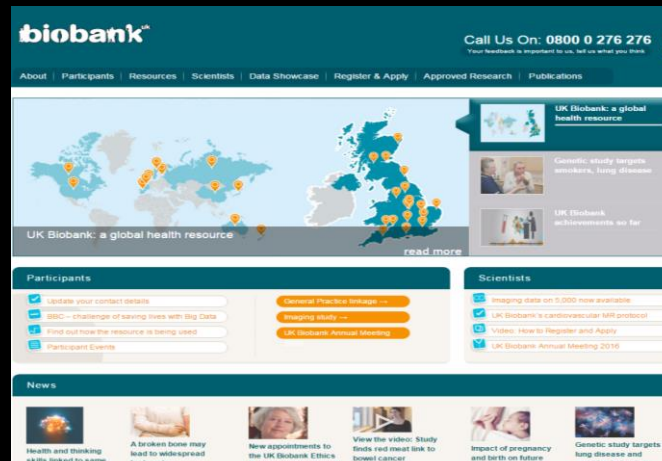 biobank uk
Call Us On: 0800 0 276 276
Your feedback is important to us, tell us what you think
About | Participants | Resources | Scientists | Data Showcase | Register & Apply | Approved Research | Publications
UK Biobank: a global health resource
read more
UK Biobank: a global
health resource
Genetic study targets
smokers, lung disease
UK Biobank
achievements so far
Participants
Update your contact details
BBC – challenge of saving lives with Big Data
Find out how the resource is being used
Participant Events
General Practice linkage →
Imaging study →
UK Biobank Annual Meeting
Scientists
Imaging data on 5,000 now available
UK Biobank's cardiovascular MR protocol
Video: How to Register and Apply
UK Biobank Annual Meeting 2016
News
Health and thinking
skills linked to same
A broken bone may
lead to widespread
New appointments to
the UK Biobank Ethics
View the video: Study
finds red meat link to
bowel cancer
Impact of pregnancy
and birth on future
Genetic study targets
lung disease and